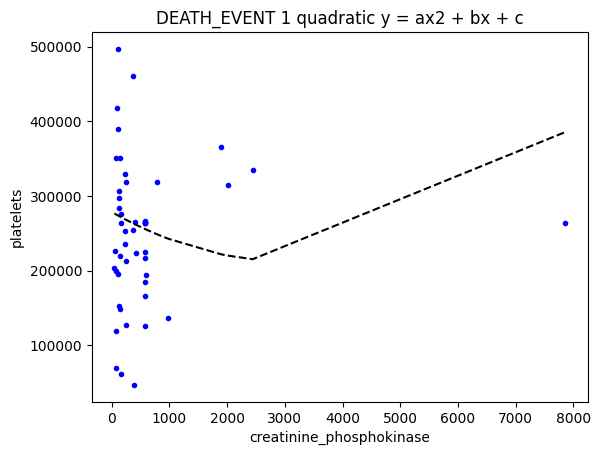 DEATH_EVENT 1 quadratic y = ax2 + bx + c
500000
400000
300000
200000
100000
platelets
0 1000 2000 3000 4000 5000 6000 7000 8000
creatinine_phosphokinase